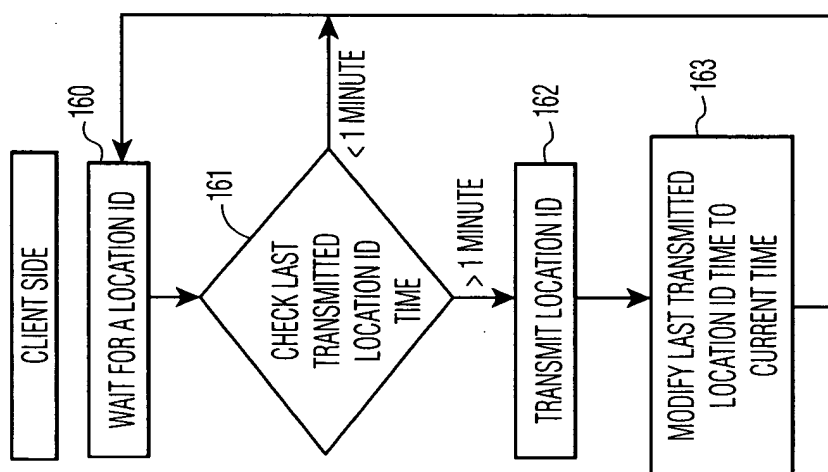 CLIENT SIDE
160
WAIT FOR A LOCATION ID
161
CHECK LAST
TRANSMITTED
LOCATION ID
TIME
< 1 MINUTE
> 1 MINUTE
162
TRANSMIT LOCATION ID
163
MODIFY LAST TRANSMITTED
LOCATION ID TIME TO
CURRENT TIME